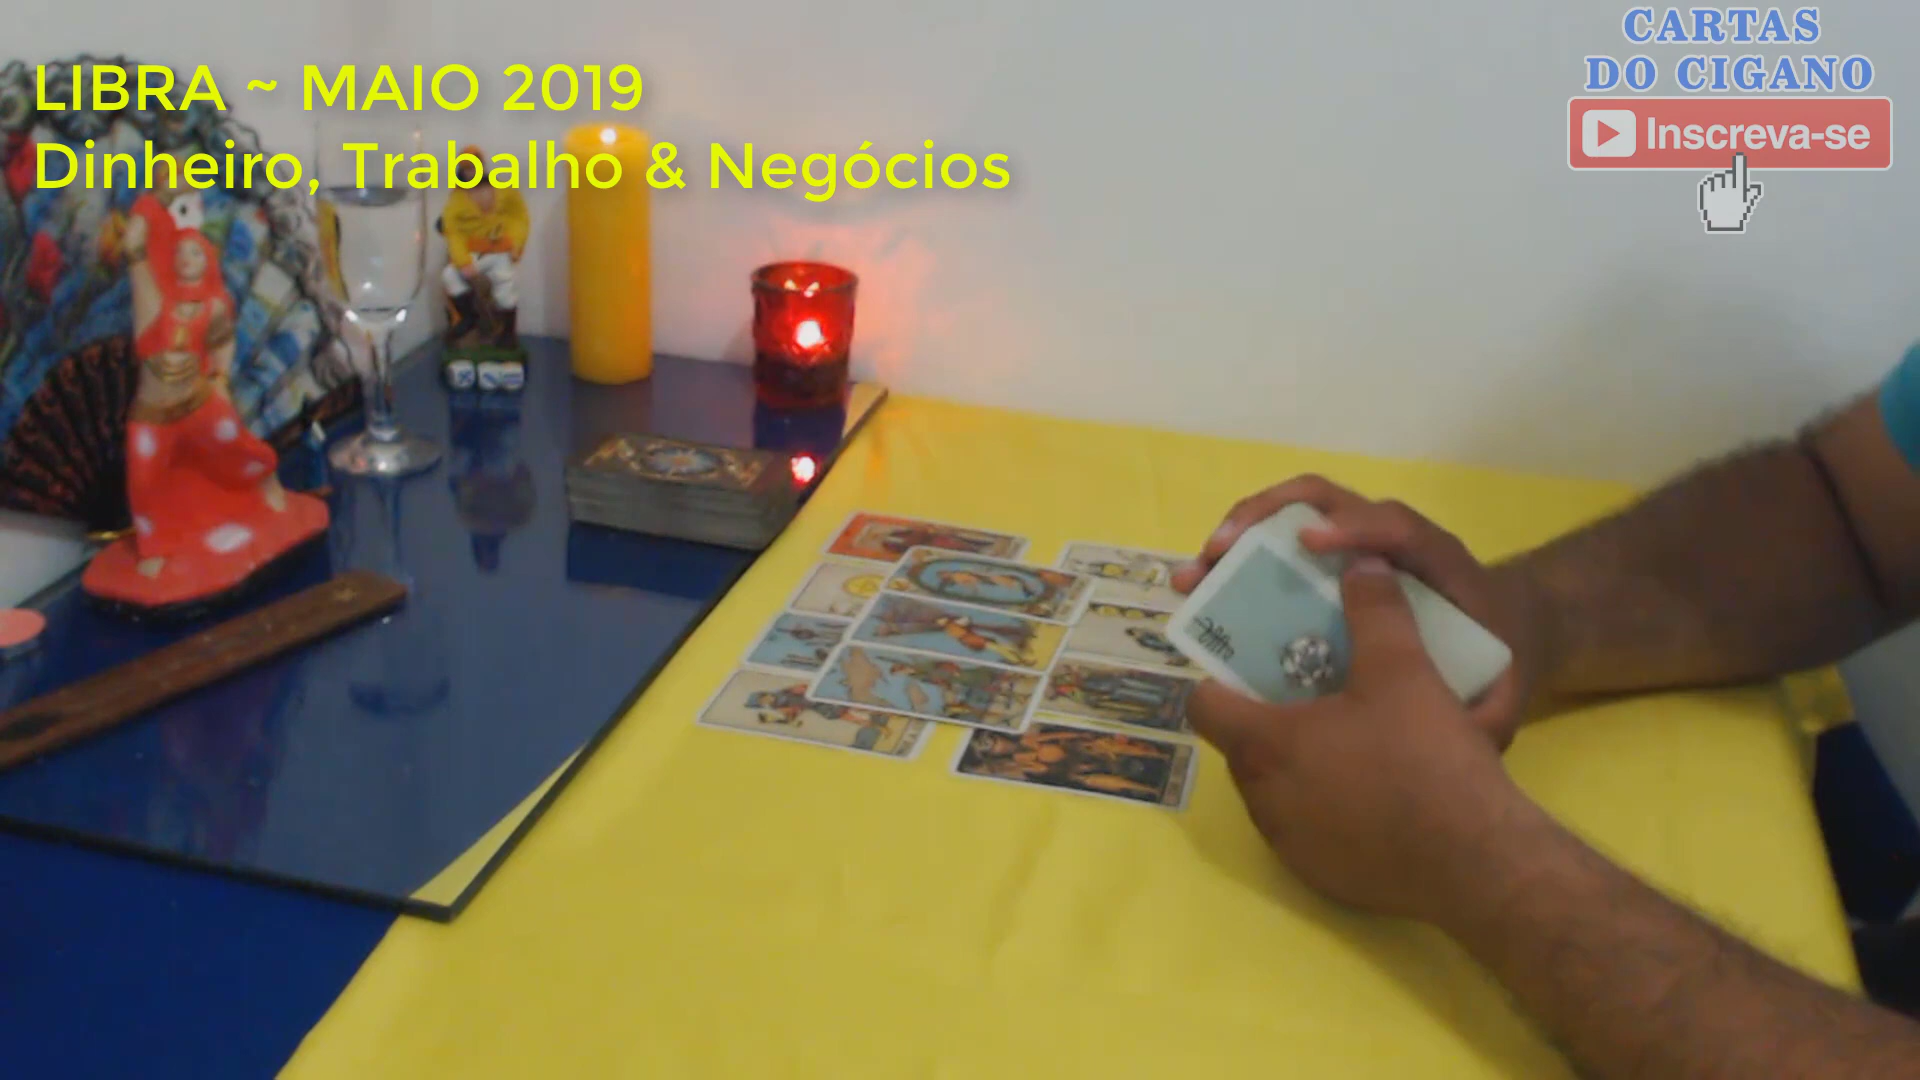 LIBRA ~ MAIO 2019
Dinheiro, Trabalho & Negócios
CARTAS
DO CIGANO
Inscreva-se